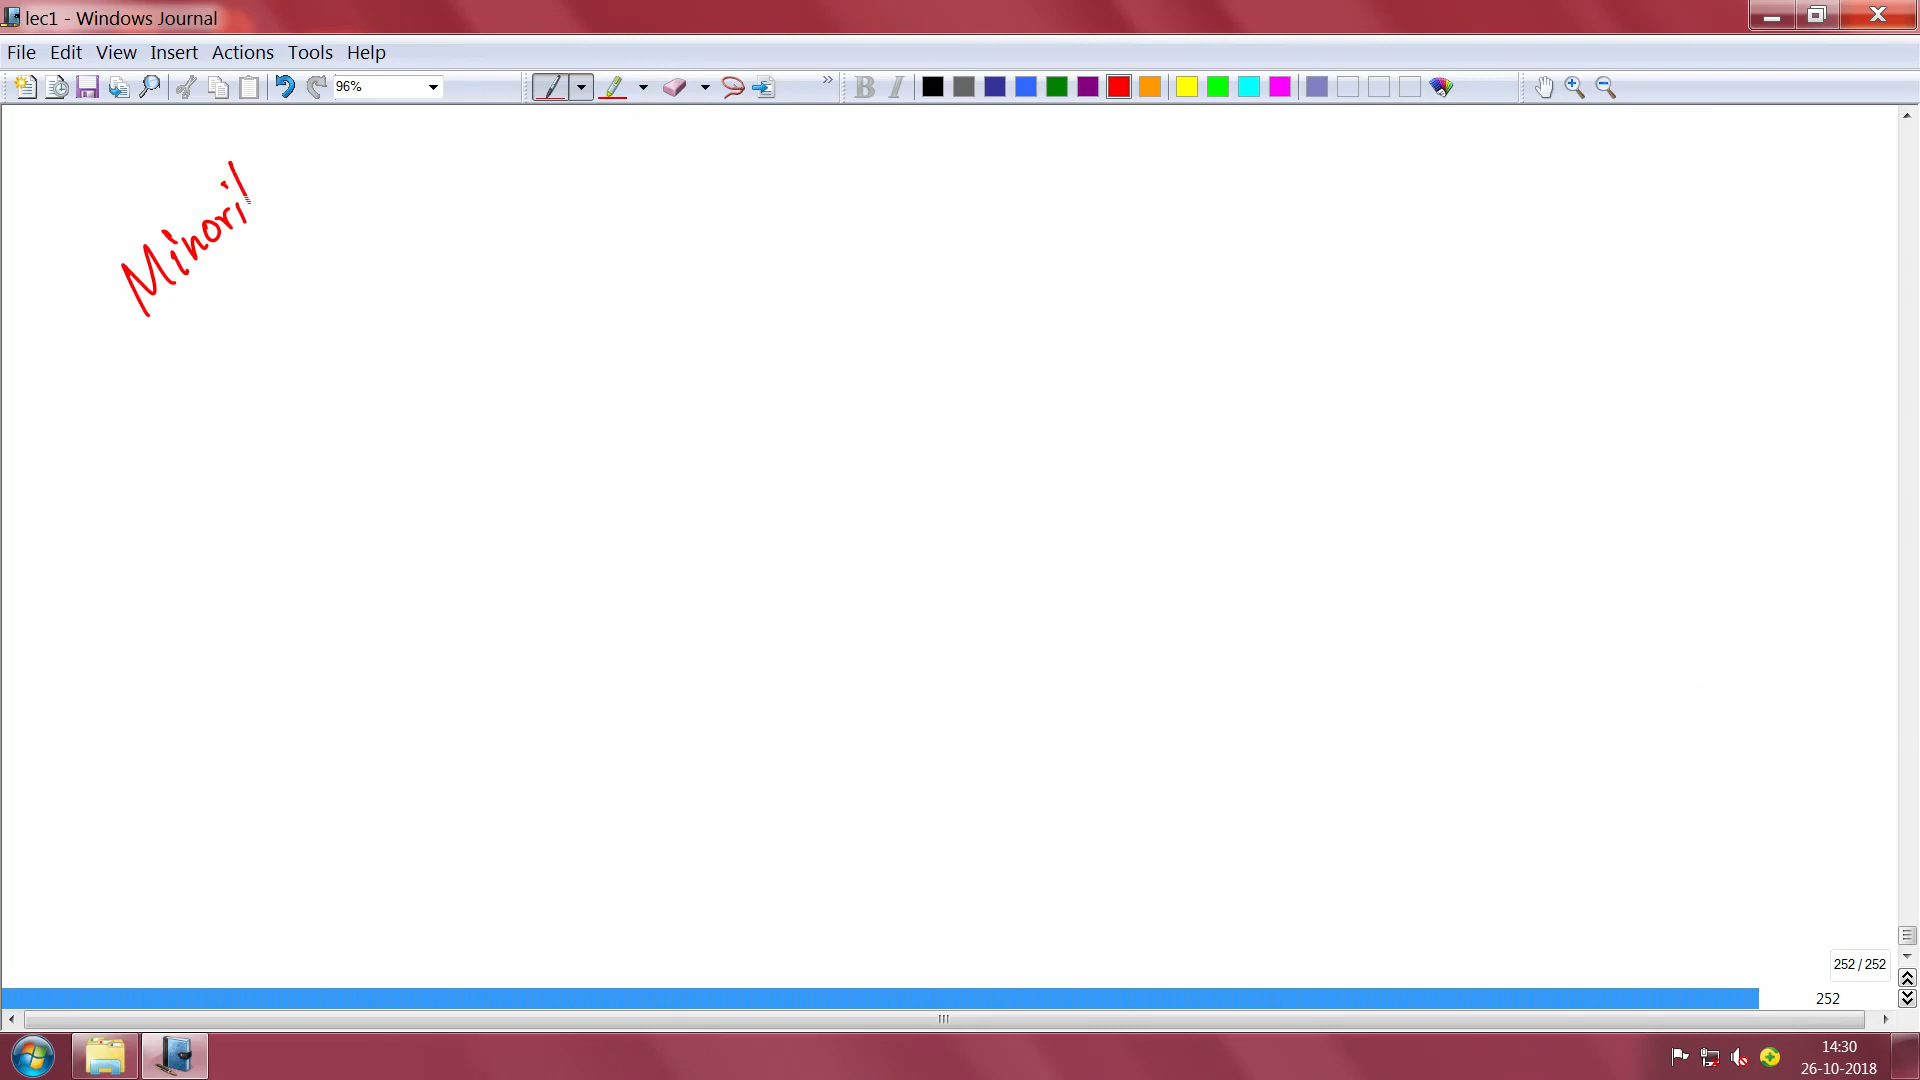 lec1 - Windows Journal
File Edit View Insert Actions Tools Help
96%
B I
Minorit
252 / 252
252
14:30
26-10-2018